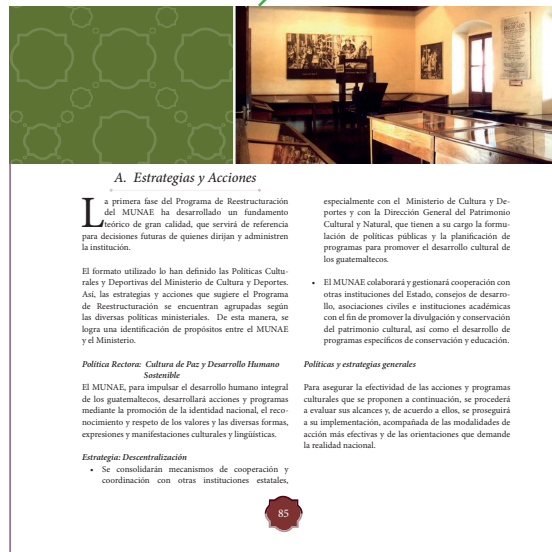 A. Estrategias y Acciones
La primera fase del Programa de Reestructuración
del MUNAE ha desarrollado un fundamento
teórico de gran calidad, que servirá de referencia
para decisiones futuras de quienes dirijan y administren
la institución.
El formato utilizado lo han definido las Políticas Cultu-
rales y Deportivas del Ministerio de Cultura y Deportes.
Así, las estrategias y acciones que sugiere el Programa
de Reestructuración se encuentran agrupadas según
las diversas políticas ministeriales. De esta manera, se
logra una identificación de propósitos entre el MUNAE
y el Ministerio.
Política Rectora: Cultura de Paz y Desarrollo Humano
Sostenible
El MUNAE, para impulsar el desarrollo humano integral
de los guatemaltecos, desarrollará acciones y programas
mediante la promoción de la identidad nacional, el reco-
nocimiento y respeto de los valores y las diversas formas,
expresiones y manifestaciones culturales y lingüísticas.
Estrategia: Descentralización
• Se consolidarán mecanismos de cooperación y
coordinación con otras instituciones estatales,
especialmente con el Ministerio de Cultura y De-
portes y con la Dirección General del Patrimonio
Cultural y Natural, que tienen a su cargo la formu-
lación de políticas públicas y la planificación de
programas para promover el desarrollo cultural de
los guatemaltecos.
• El MUNAE colaborará y gestionará cooperación con
otras instituciones del Estado, consejos de desarro-
llo, asociaciones civiles e instituciones académicas
con el fin de promover la divulgación y conservación
del patrimonio cultural, así como el desarrollo de
programas específicos de conservación y educación.
Políticas y estrategias generales
Para asegurar la efectividad de las acciones y programas
culturales que se proponen a continuación, se procederá
a evaluar sus alcances y, de acuerdo a ellos, se proseguirá
a su implementación, acompañada de las modalidades de
acción más efectivas y de las orientaciones que demande
la realidad nacional.
85